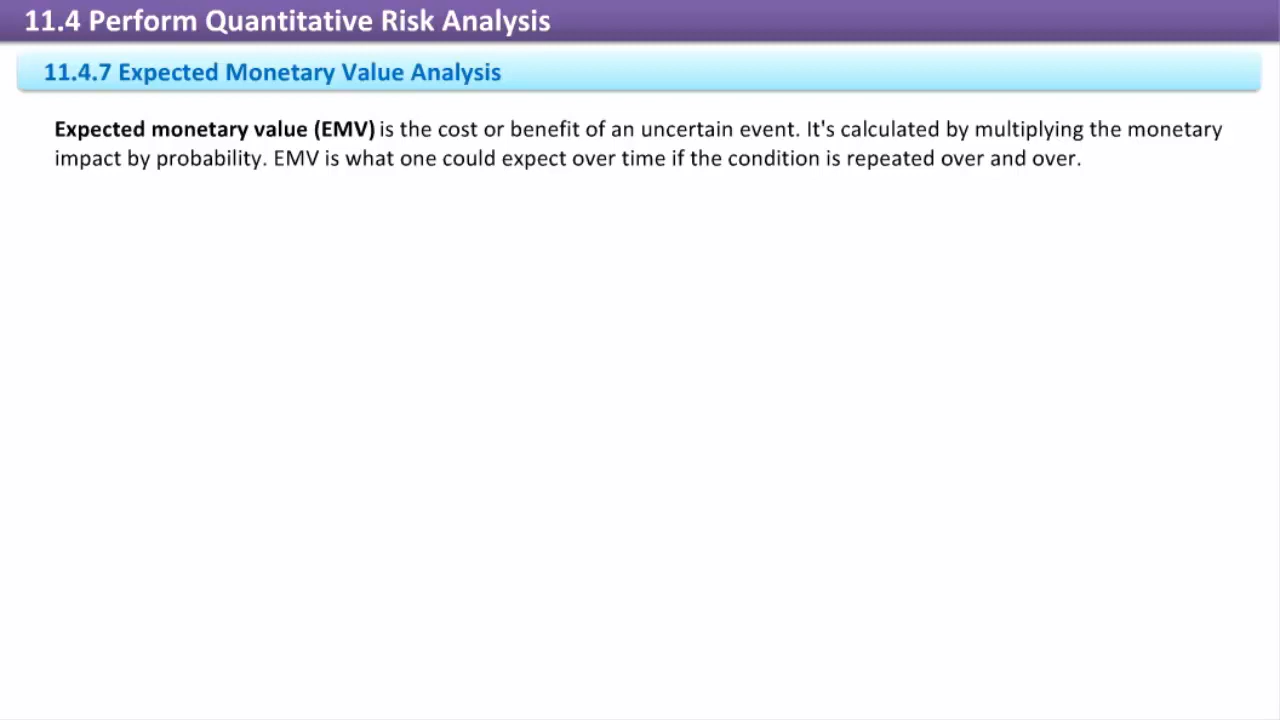 11.4 Perform Quantitative Risk Analysis
11.4.7 Expected Monetary Value Analysis
Expected monetary value (EMV) is the cost or benefit of an uncertain event. It's calculated by multiplying the monetary
impact by probability. EMV is what one could expect over time if the condition is repeated over and over.